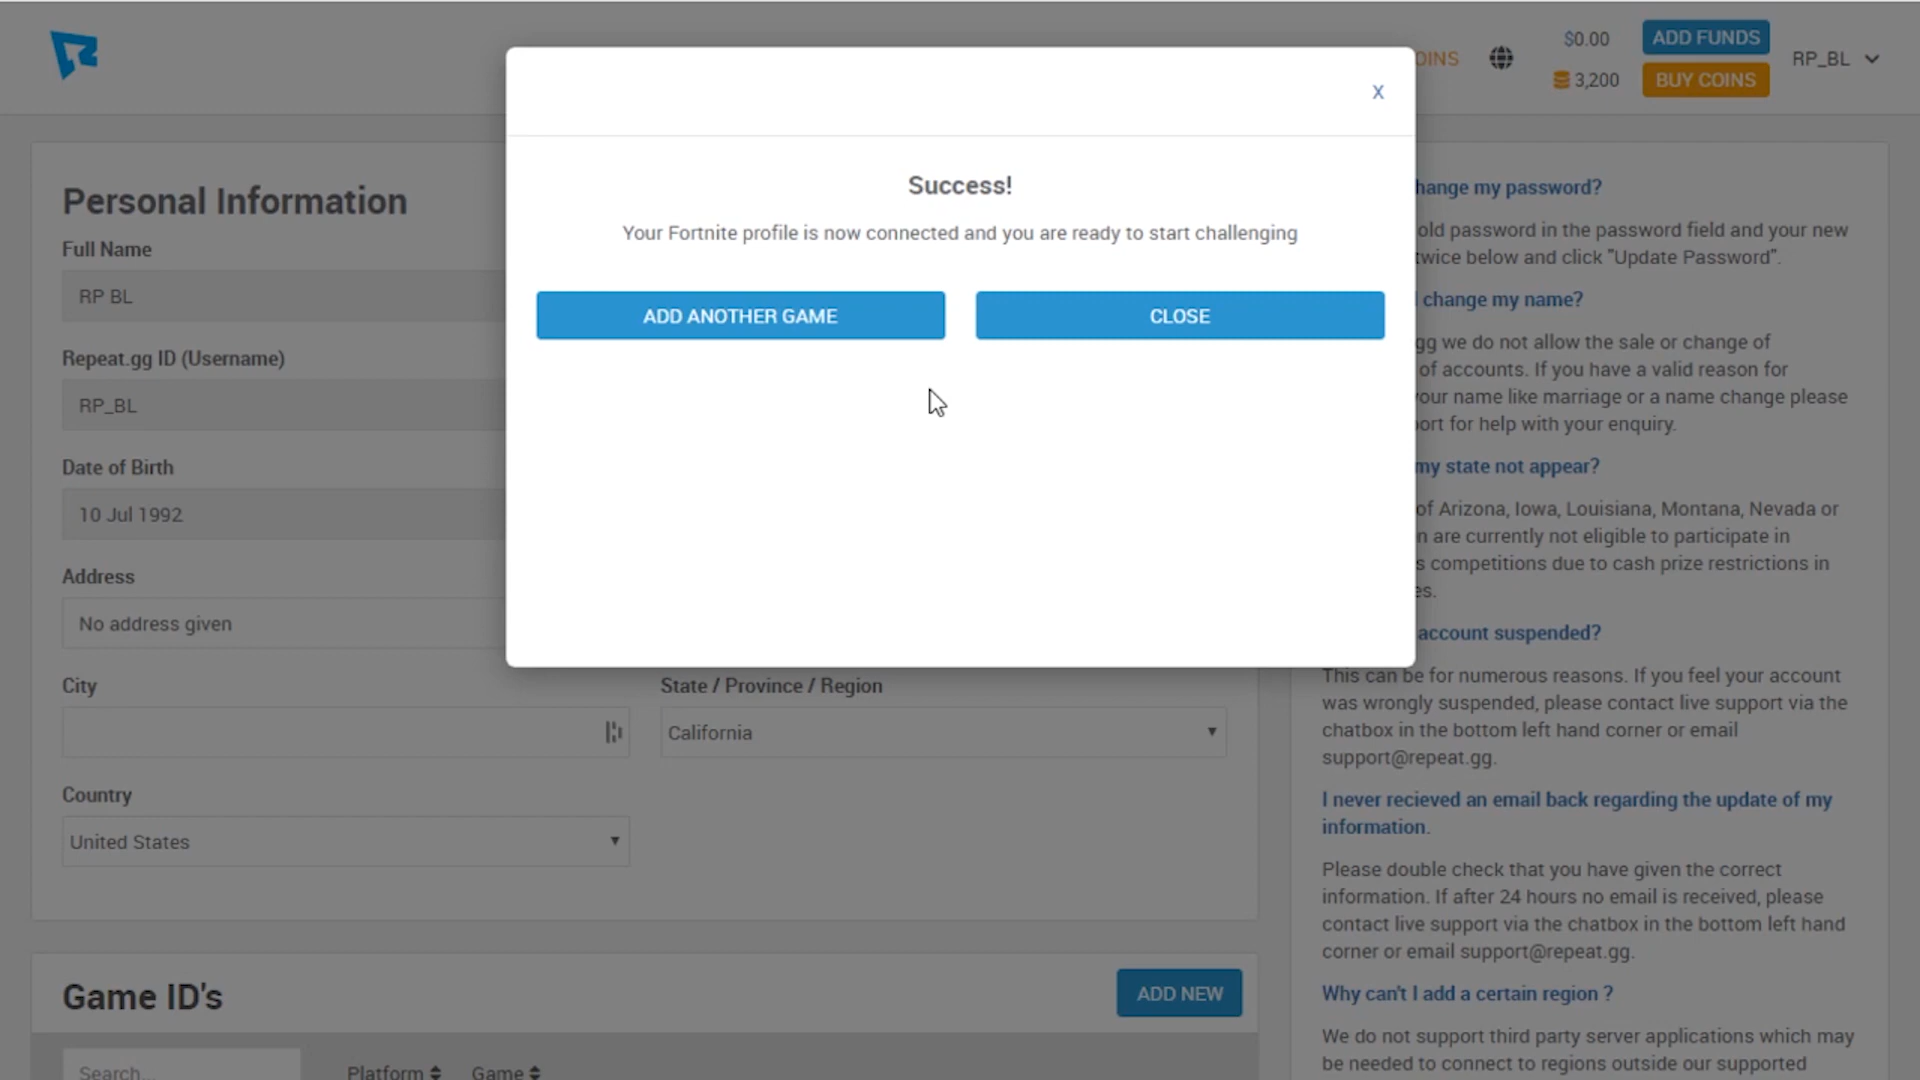 OINS
$0.00
ADD FUNDS
3,200
BUY COINS
RP_BL
X
Success!
Your Fortnite profile is now connected and you are ready to start challenging
ADD ANOTHER GAME
CLOSE
Personal Information
Full Name
RP BL
Repeat.gg ID (Username)
RP_BL
Date of Birth
10 Jul 1992
Address
No address given
City
State / Province / Region
California
Country
United States
Game ID's
ADD NEW
Search...
Platform
Game
hange my password?
old password in the password field and your new
twice below and click "Update Password".
change my name?
gg we do not allow the sale or change of
of accounts. If you have a valid reason for
your name like marriage or a name change please
port for help with your enquiry.
my state not appear?
of Arizona, Iowa, Louisiana, Montana, Nevada or
n are currently not eligible to participate in
s competitions due to cash prize restrictions in
es.
account suspended?
This can be for numerous reasons. If you feel your account
was wrongly suspended, please contact live support via the
chatbox in the bottom left hand corner or email
support@repeat.gg.
I never recieved an email back regarding the update of my
information.
Please double check that you have given the correct
information. If after 24 hours no email is received, please
contact live support via the chatbox in the bottom left hand
corner or email support@repeat.gg.
Why can't I add a certain region ?
We do not support third party server applications which may
be needed to connect to regions outside our supported